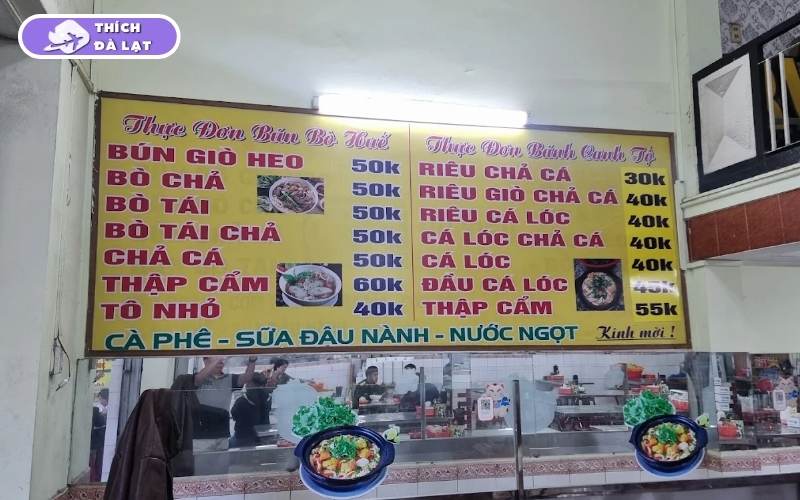 THÍCH
ĐÀ LẠT
Thực Đơn Bún Bò Huế
BÚN GIÒ HEO 50k
BÒ CHẢ 50k
BÒ TÁI 50k
BÒ TÁI CHẢ 50k
CHẢ CÁ 50k
THẬP CẨM 60k
TÔ NHỎ 40k
Thực Đơn Bánh Canh Tộ
RIÊU CHẢ CÁ 30k
RIÊU GIÒ CHẢ CÁ 40k
RIÊU CÁ LÓC 40k
CÁ LÓC CHẢ CÁ 40k
CÁ LÓC 40k
ĐẦU CÁ LÓC 45k
THẬP CẨM 55k
CÀ PHÊ - SỮA ĐÂU NÀNH - NƯỚC NGỌT
Kính mời !